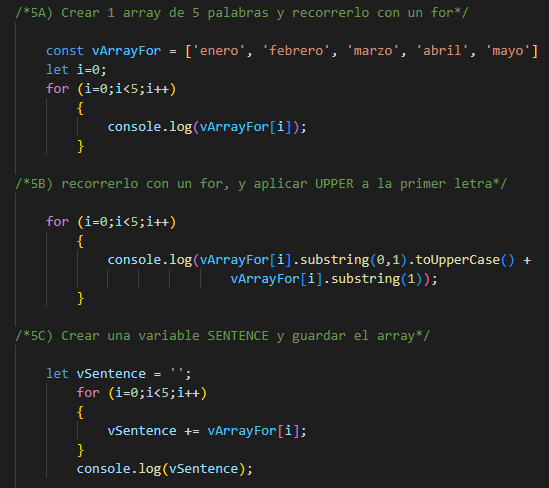 /*5A) Crear 1 array de 5 palabras y recorrerlo con un for*/
const vArrayFor = ['enero', 'febrero', 'marzo', 'abril', 'mayo']
let i=0;
for (i=0;i<5;i++)
{
console.log(vArrayFor[i]);
}
/*5B) recorrerlo con un for, y aplicar UPPER a la primer letra*/
for (i=0;i<5;i++)
{
console.log(vArrayFor[i].substring(0,1).toUpperCase() +
vArrayFor[i].substring(1));
}
/*5C) Crear una variable SENTENCE y guardar el array*/
let vSentence = '';
for (i=0;i<5;i++)
{
vSentence += vArrayFor[i];
}
console.log(vSentence);